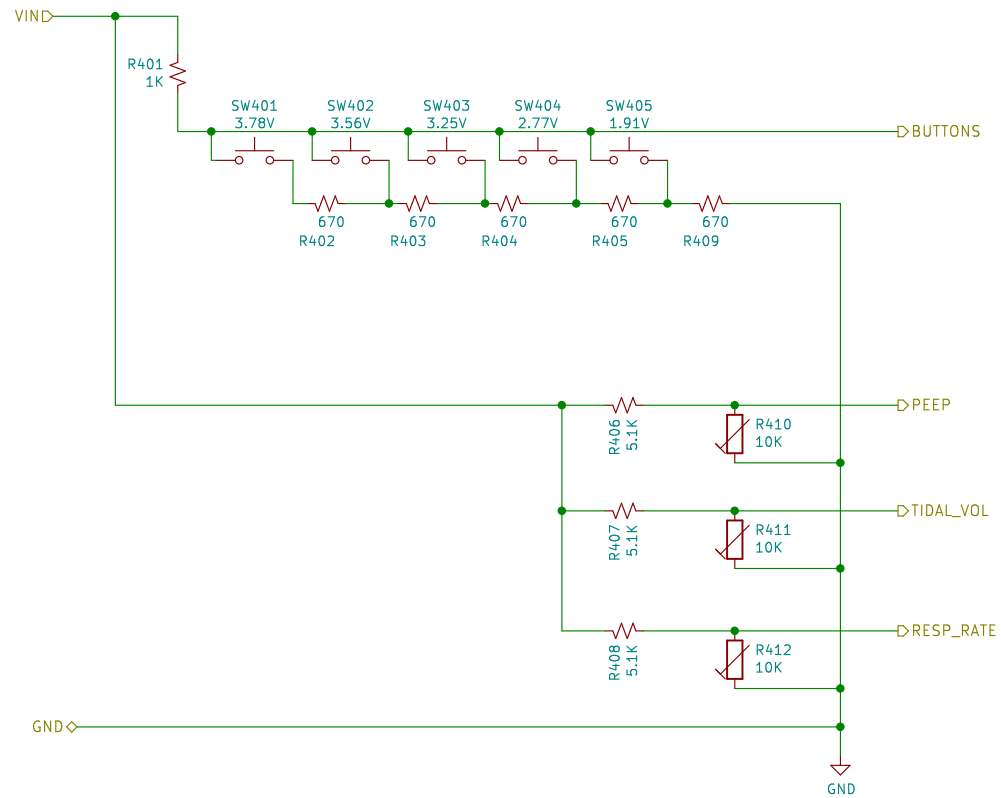 VIN
R401
1K
SW401
3.78V
SW402
3.56V
SW403
3.25V
SW404
2.77V
SW405
1.91V
BUTTONS
670
R402
670
R403
670
R404
670
R405
670
R409
R406
5.1K
R410
10K
PEEP
R407
5.1K
R411
10K
TIDAL_VOL
R408
5.1K
R412
10K
RESP_RATE
GND
GND